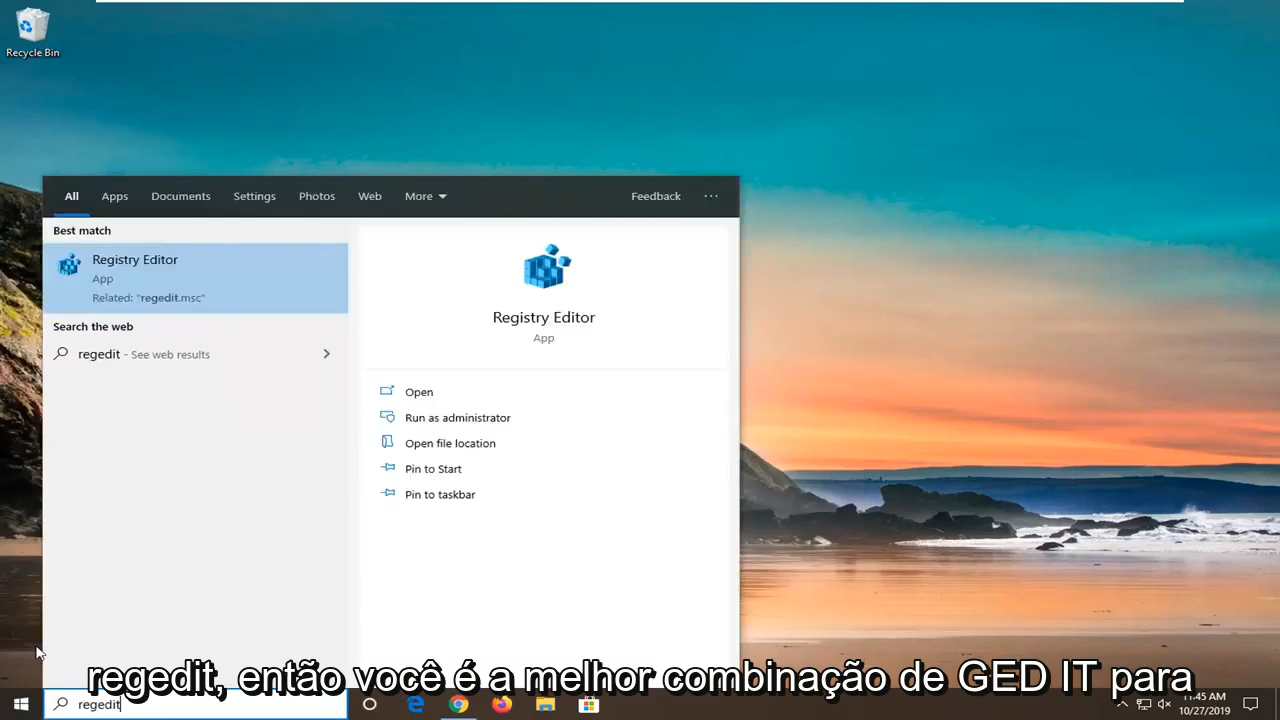 Recycle Bin
All Apps Documents Settings Photos Web More Feedback ...
Best match
Registry Editor
App
Related: "regedit.msc"
Search the web
regedit - See web results
Registry Editor
App
Open
Run as administrator
Open file location
Pin to Start
Pin to taskbar
regedit, então você é a melhor combinação de GED IT para
regedit
11:45 AM
10/27/2019